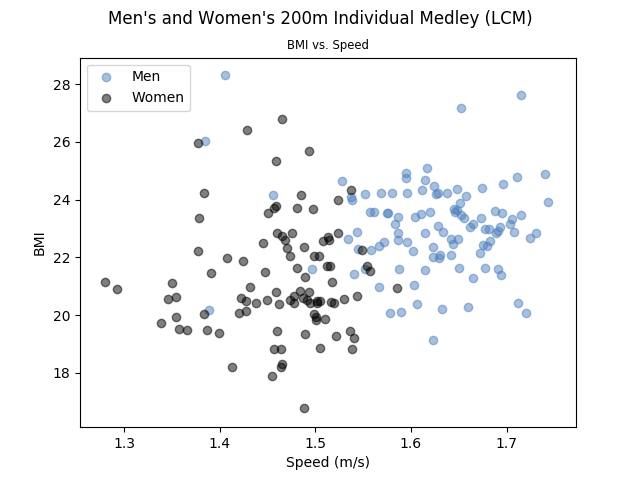 Men's and Women's 200m Individual Medley (LCM)
BMI vs. Speed
Men
Women
28
26
24
22
20
18
BMI
1.3 1.4 1.5 1.6 1.7
Speed (m/s)